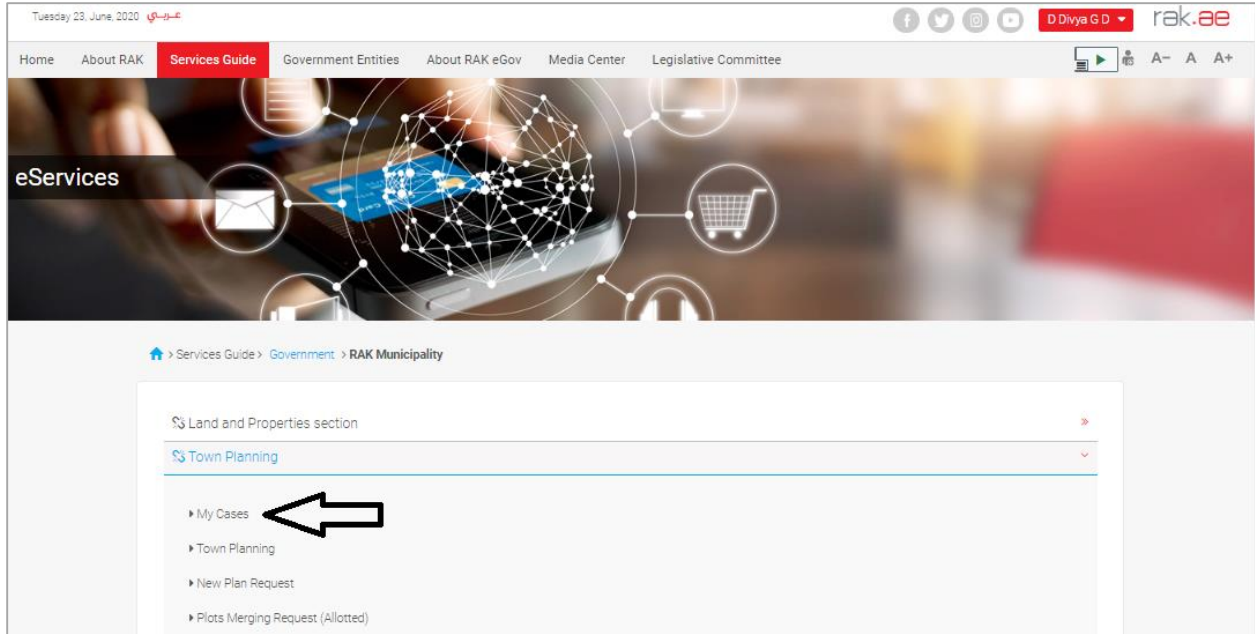 Tuesday 23, June, 2020 عـربـي D Divya G D rak.ae
Home About RAK Services Guide Government Entities About RAK eGov Media Center Legislative Committee A- A A+
eServices
> Services Guide > Government > RAK Municipality
Land and Properties section
Town Planning
My Cases
Town Planning
New Plan Request
Plots Merging Request (Allotted)